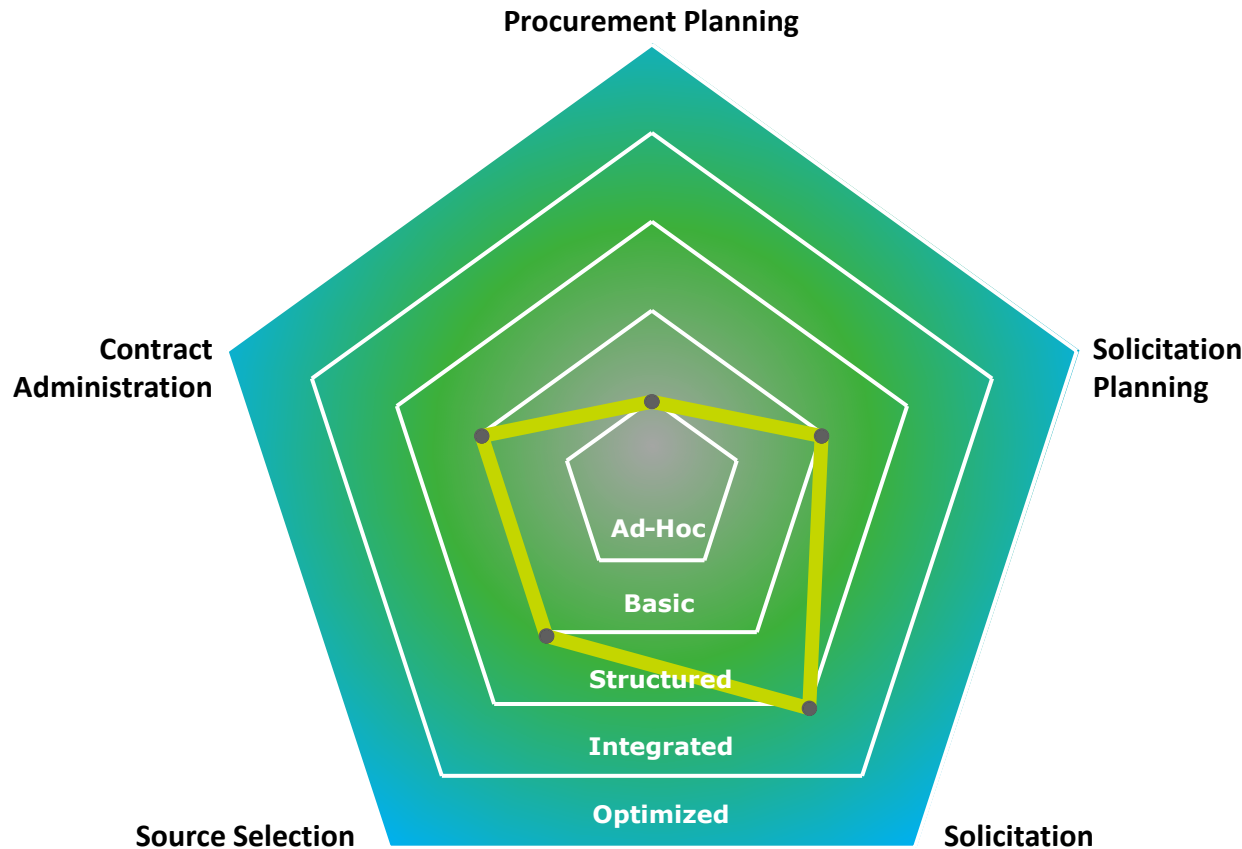 Procurement Planning
Contract
Administration
Solicitation
Planning
Ad-Hoc
Basic
Structured
Integrated
Optimized
Source Selection
Solicitation